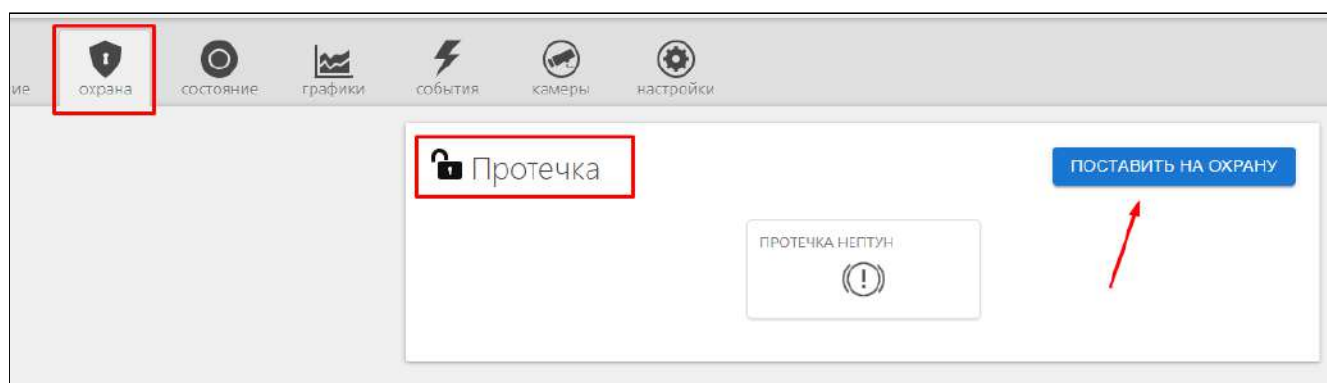 ие охрана состояние графики события камеры настройки
Протечка
ПОСТАВИТЬ НА ОХРАНУ
ПРОТЕЧКА НЕПТУН